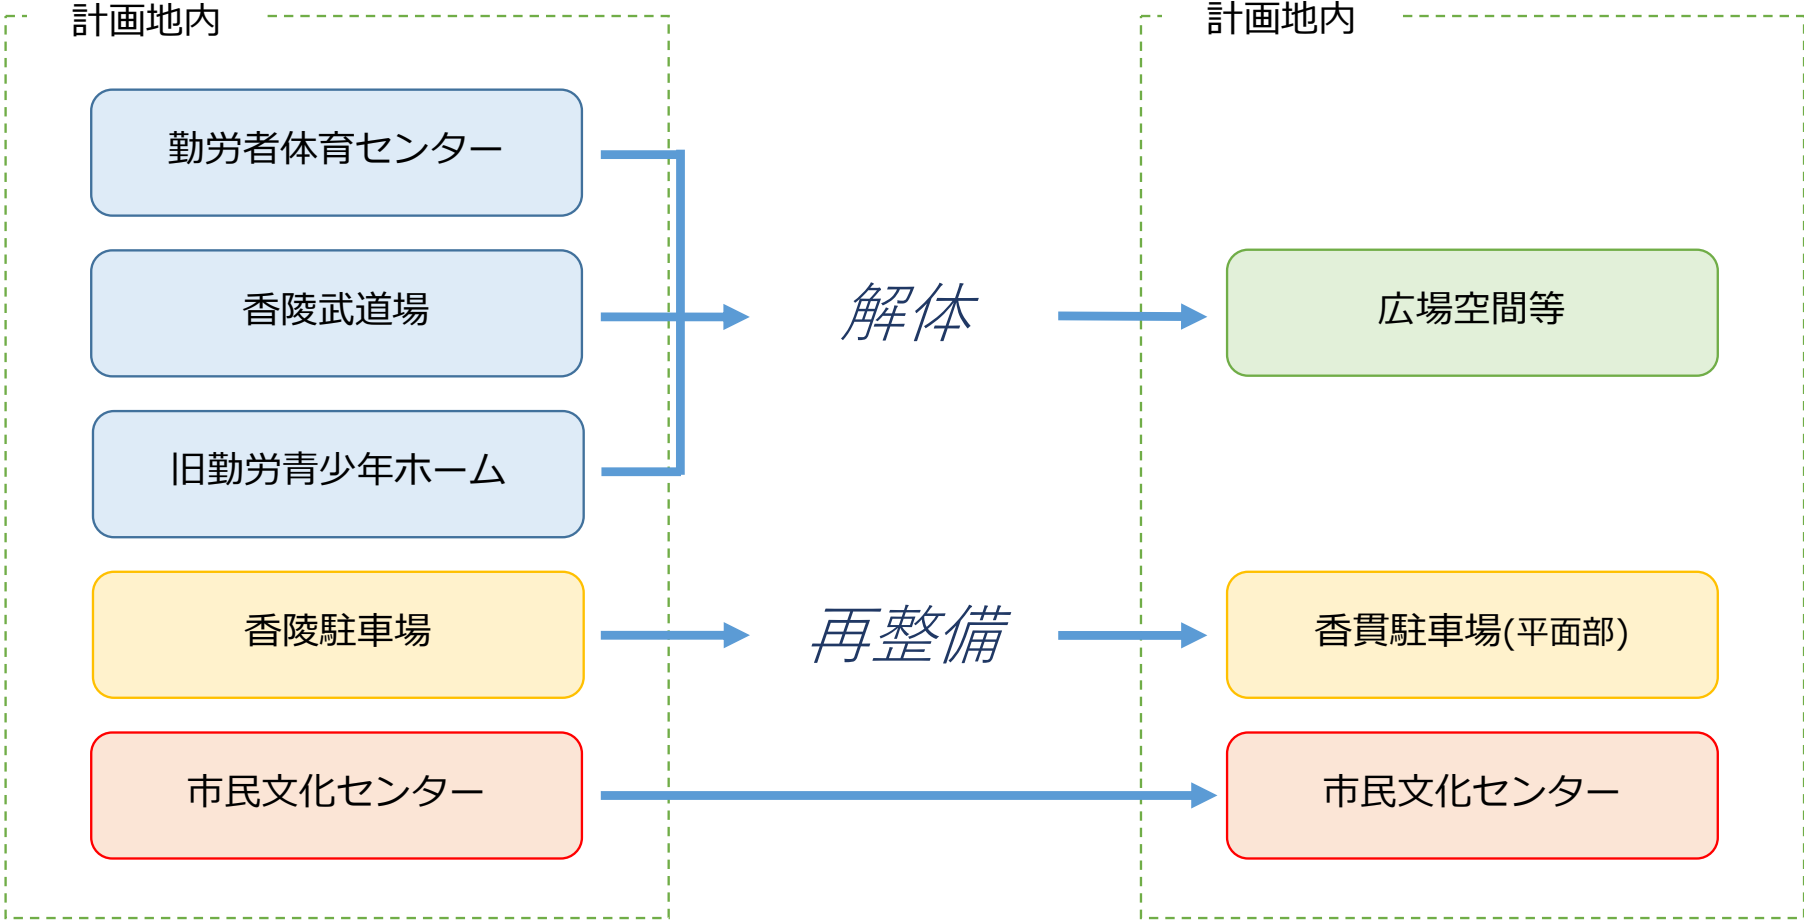 計画地内
計画地内
勤労者体育センター
香陵武道場
解体
広場空間等
旧勤労青少年ホーム
香陵駐車場
再整備
香貫駐車場(平面部)
市民文化センター
市民文化センター